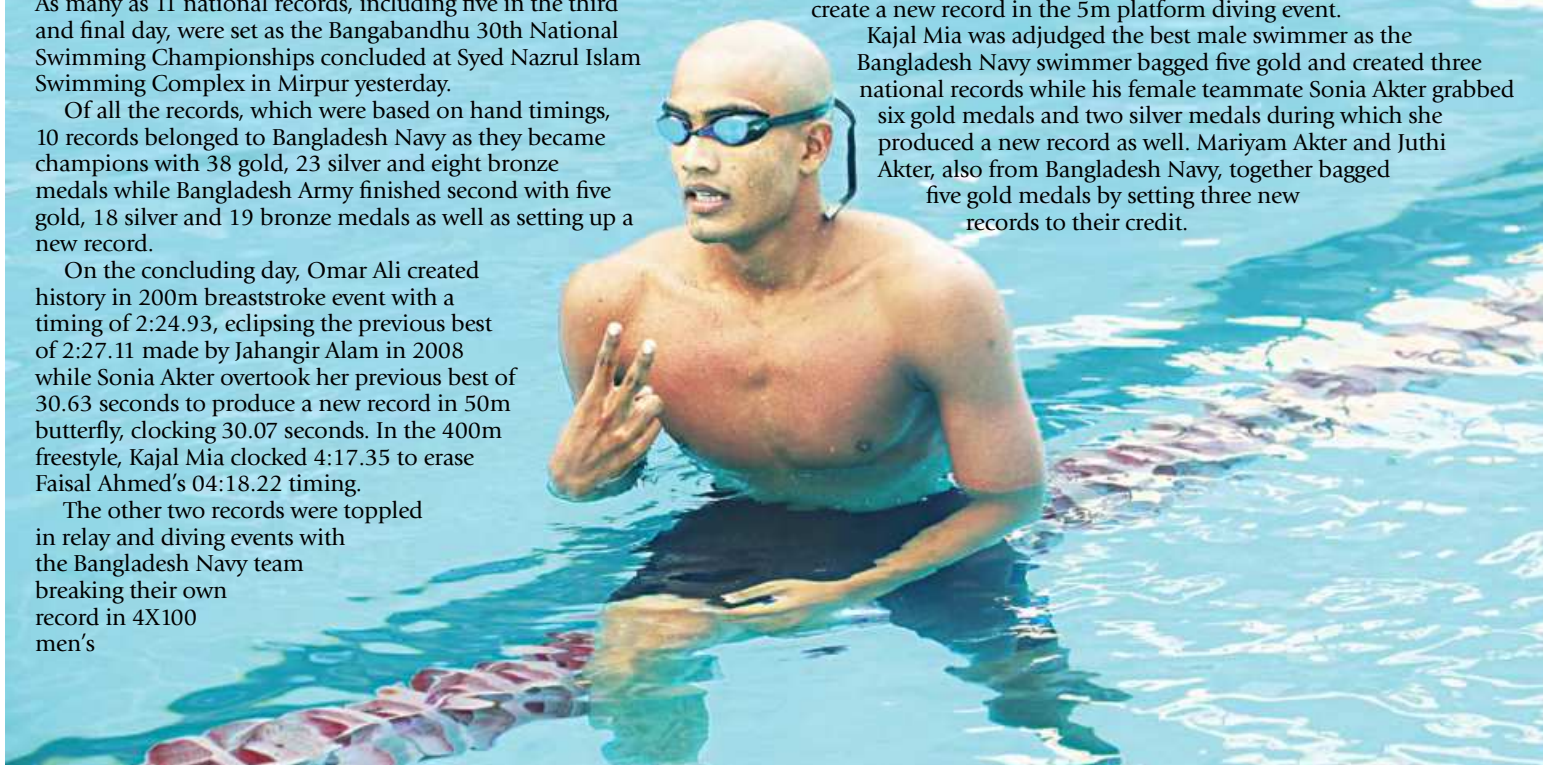 As many as 11 national records, including five in the third
and final day, were set as the Bangabandhu 30th National
Swimming Championships concluded at Syed Nazrul Islam
Swimming Complex in Mirpur yesterday.
Of all the records, which were based on hand timings,
10 records belonged to Bangladesh Navy as they became
champions with 38 gold, 23 silver and eight bronze
medals while Bangladesh Army finished second with five
gold, 18 silver and 19 bronze medals as well as setting up a
new record.
On the concluding day, Omar Ali created
history in 200m breaststroke event with a
timing of 2:24.93, eclipsing the previous best
of 2:27.11 made by Jahangir Alam in 2008
while Sonia Akter overtook her previous best of
30.63 seconds to produce a new record in 50m
butterfly, clocking 30.07 seconds. In the 400m
freestyle, Kajal Mia clocked 4:17.35 to erase
Faisal Ahmed's 04:18.22 timing.
The other two records were toppled
in relay and diving events with
the Bangladesh Navy team
breaking their own
record in 4X100
men's
create a new record in the 5m platform diving event.
Kajal Mia was adjudged the best male swimmer as the
Bangladesh Navy swimmer bagged five gold and created three
national records while his female teammate Sonia Akter grabbed
six gold medals and two silver medals during which she
produced a new record as well. Mariyam Akter and Juthi
Akter, also from Bangladesh Navy, together bagged
five gold medals by setting three new
records to their credit.